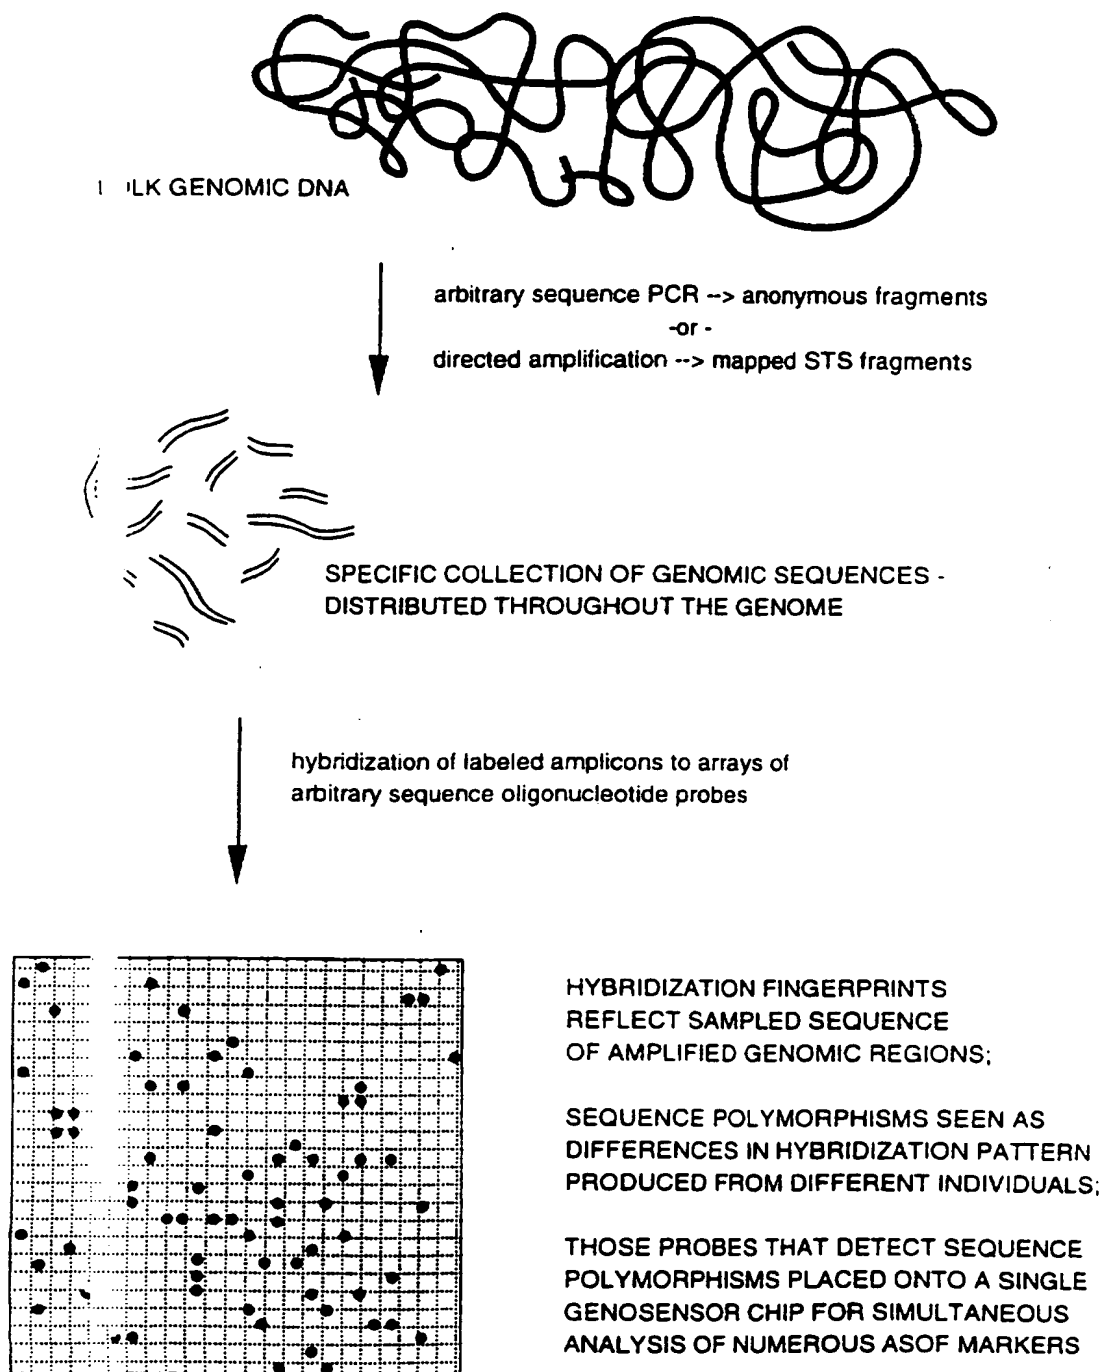 GENOMIC DNA
arbitrary sequence PCR --> anonymous fragments
-or -
directed amplification --> mapped STS fragments
SPECIFIC COLLECTION OF GENOMIC SEQUENCES -
DISTRIBUTED THROUGHOUT THE GENOME
hybridization of labeled amplicons to arrays of
arbitrary sequence oligonucleotide probes
HYBRIDIZATION FINGERPRINTS
REFLECT SAMPLED SEQUENCE
OF AMPLIFIED GENOMIC REGIONS;
SEQUENCE POLYMORPHISMS SEEN AS
DIFFERENCES IN HYBRIDIZATION PATTERN
PRODUCED FROM DIFFERENT INDIVIDUALS;
THOSE PROBES THAT DETECT SEQUENCE
POLYMORPHISMS PLACED ONTO A SINGLE
GENOSENSOR CHIP FOR SIMULTANEOUS
ANALYSIS OF NUMEROUS ASOF MARKERS